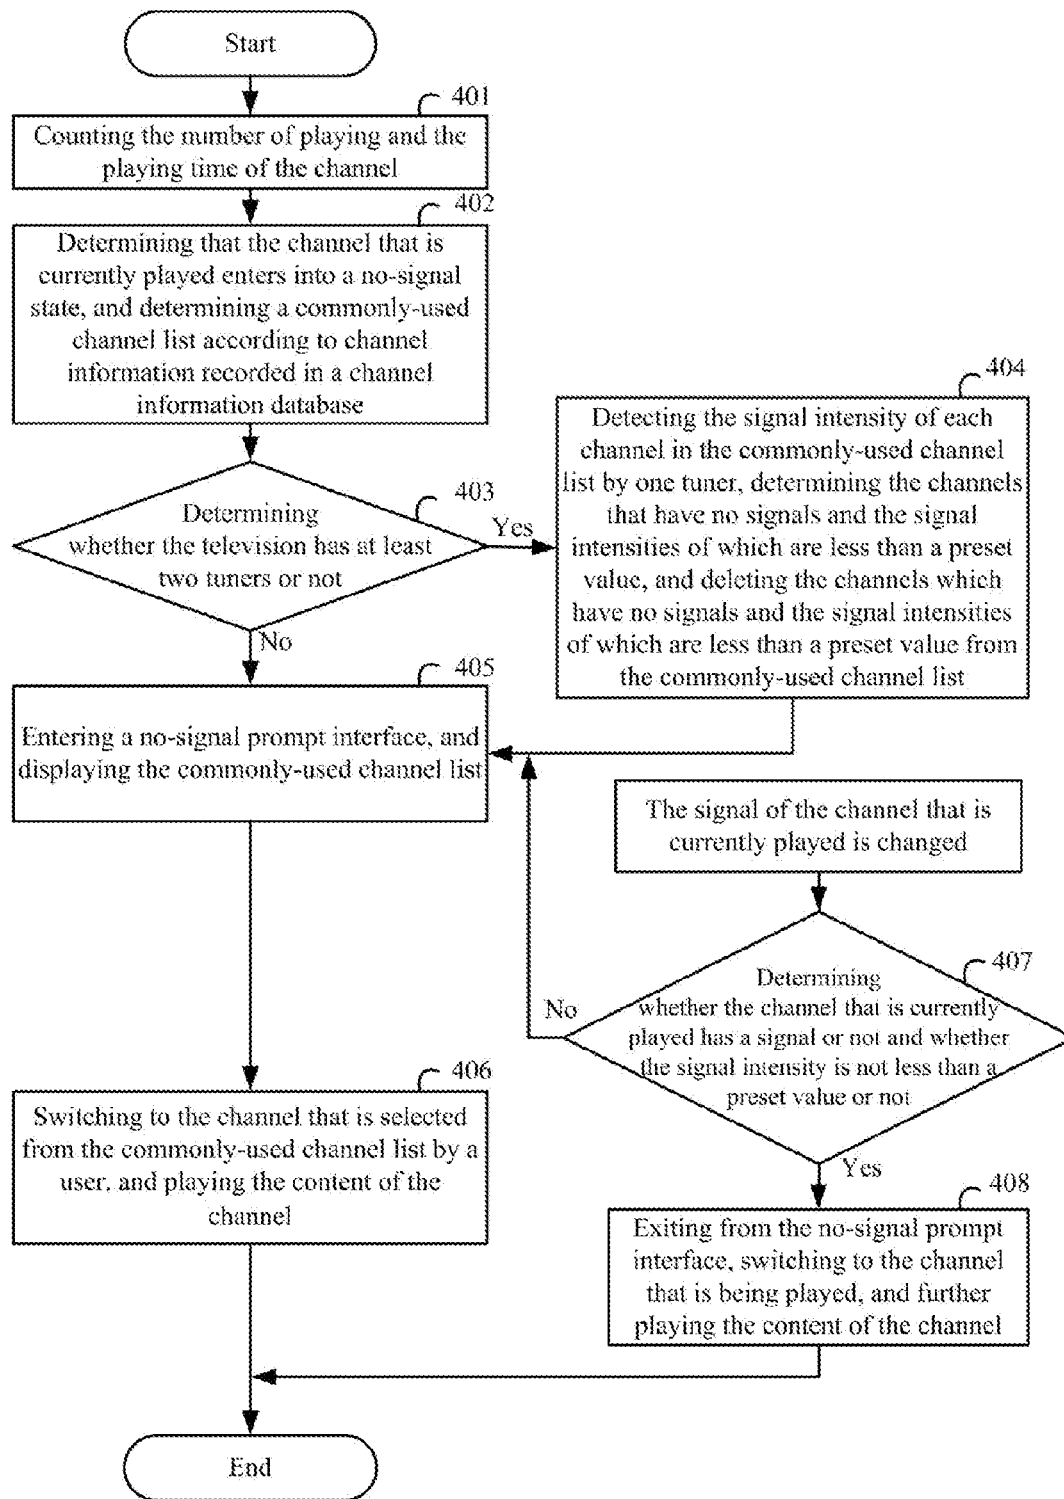 Start
401
Counting the number of playing and the
playing time of the channel
402
Determining that the channel that is
currently played enters into a no-signal
state, and determining a commonly-used
channel list according to channel
information recorded in a channel
information database
403
Determining
whether the television has at least
two tuners or not
Yes
No
404
Detecting the signal intensity of each
channel in the commonly-used channel
list by one tuner, determining the channels
that have no signals and the signal
intensities of which are less than a preset
value, and deleting the channels which
have no signals and the signal intensities
of which are less than a preset value from
the commonly-used channel list
405
Entering a no-signal prompt interface, and
displaying the commonly-used channel list
The signal of the channel that is
currently played is changed
407
Determining
whether the channel that is currently
played has a signal or not and whether
the signal intensity is not less than a
preset value or not
No
Yes
406
Switching to the channel that is selected
from the commonly-used channel list by a
user, and playing the content of the
channel
408
Exiting from the no-signal prompt
interface, switching to the channel
that is being played, and further
playing the content of the channel
End